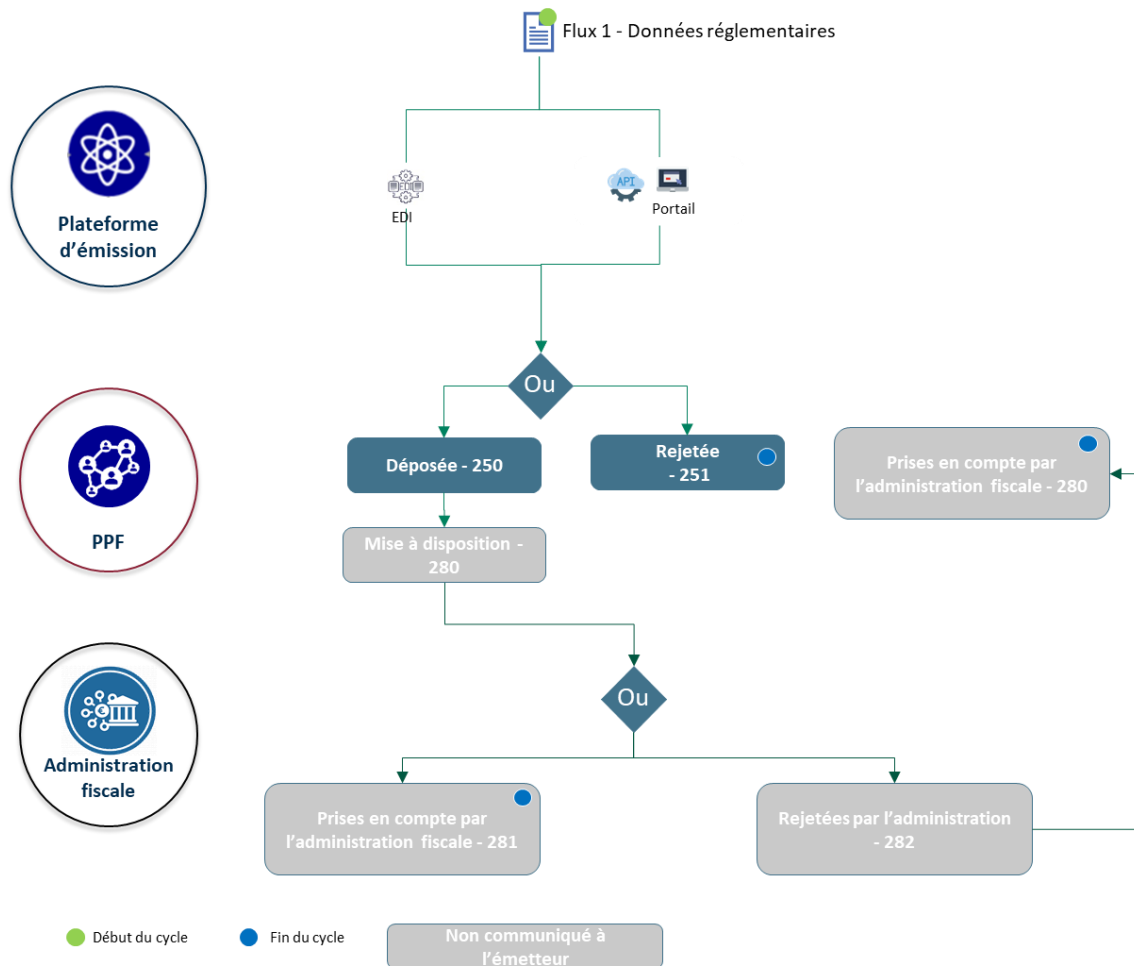 Flux 1 - Données réglementaires
Plateforme
d'émission
EDI
EDI
API
Portail
Ou
PPF
Déposée - 250
Rejetée
- 251
Prises en compte par
l'administration fiscale - 280
Mise à disposition -
280
Administration
fiscale
Ou
Prises en compte par
l'administration fiscale - 281
Rejetées par l'administration
- 282
Début du cycle
Fin du cycle
Non communiqué à
l'émetteur